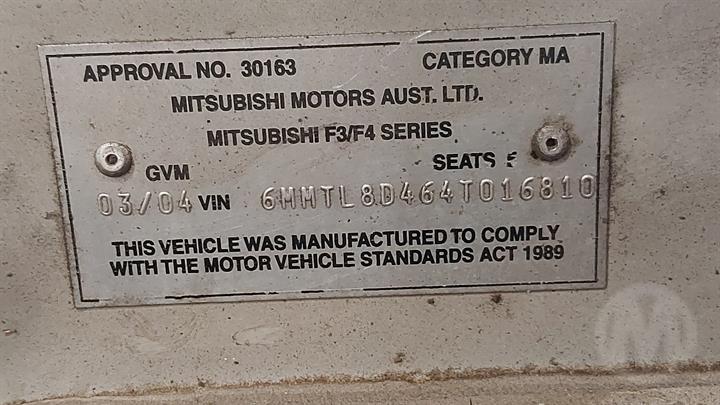 APPROVAL NO. 30163 CATEGORY MA
MITSUBISHI MOTORS AUST. LTD.
MITSUBISHI F3/F4 SERIES
GVM SEATS
03/04 VIN 6MMTL8D464T016810
THIS VEHICLE WAS MANUFACTURED TO COMPLY
WITH THE MOTOR VEHICLE STANDARDS ACT 1989
M